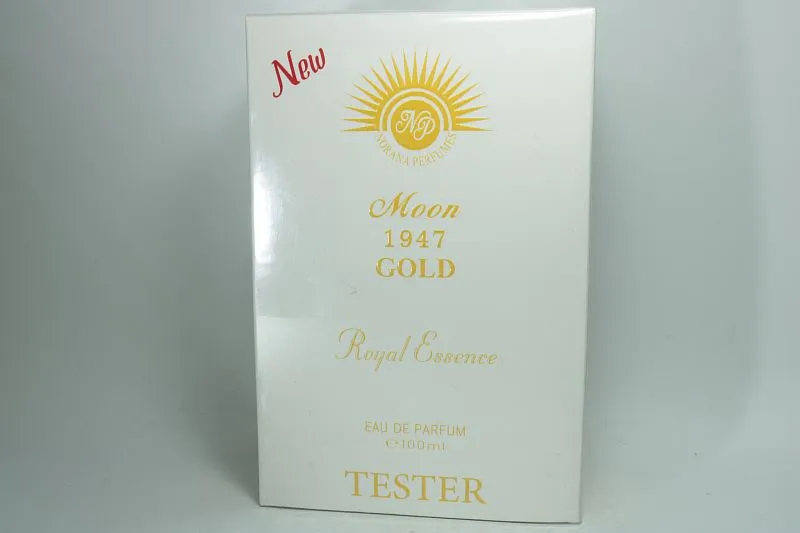 New
NP
NORANA PERFUMES
Moon
1947
GOLD
Royal Essence
EAU DE PARFUM
℮100ml
TESTER